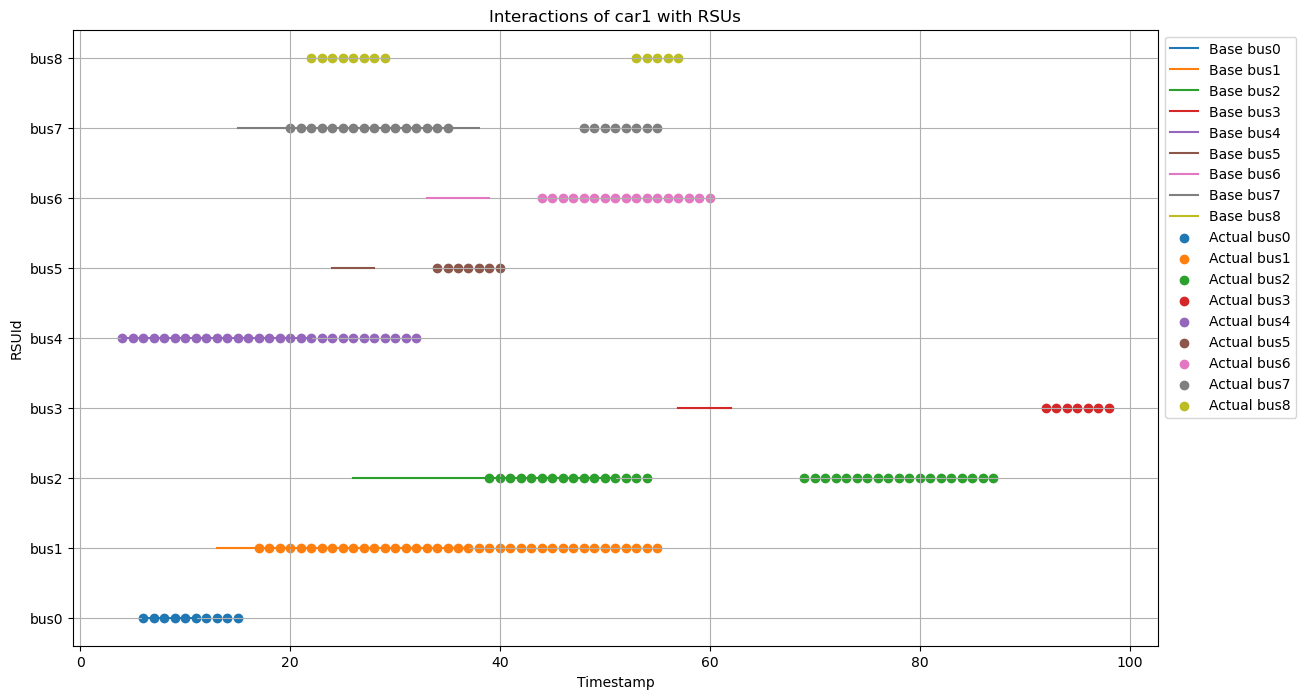 Interactions of car1 with RSUs
bus8
bus7
bus6
bus5
bus4
bus3
bus2
bus1
bus0
RSUId
0 20 40 60 80 100
Timestamp
Base bus0
Base bus1
Base bus2
Base bus3
Base bus4
Base bus5
Base bus6
Base bus7
Base bus8
Actual bus0
Actual bus1
Actual bus2
Actual bus3
Actual bus4
Actual bus5
Actual bus6
Actual bus7
Actual bus8